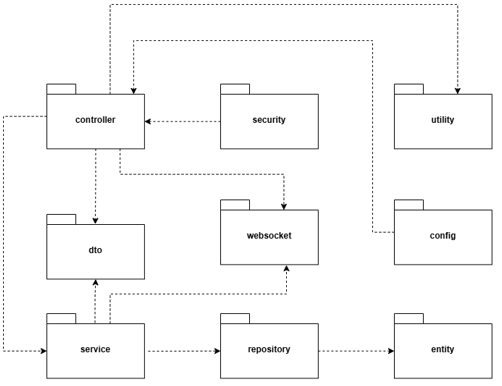 controller
security
utility
dto
websocket
config
service
repository
entity